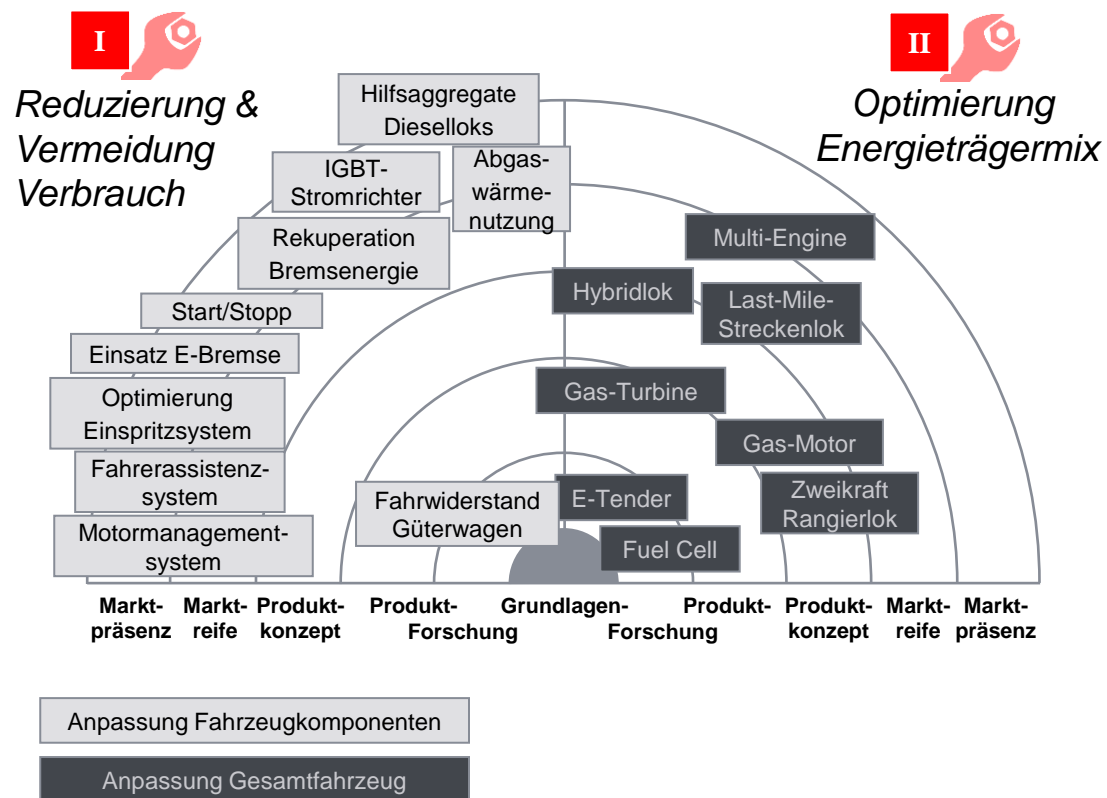 I
Reduzierung &
Vermeidung
Verbrauch
II
Optimierung
Energieträgermix
Hilfsaggregate
Dieselloks
IGBT-
Stromrichter
Abgas-
wärme-
nutzung
Rekuperation
Bremsenergie
Start/Stopp
Einsatz E-Bremse
Optimierung
Einspritzsystem
Fahrerassistenz-
system
Motormanagement-
system
Fahrwiderstand
Güterwagen
Multi-Engine
Hybridlok
Last-Mile-
Streckenlok
Gas-Turbine
Gas-Motor
Zweikraft
Rangierlok
E-Tender
Fuel Cell
Markt-
präsenz
Markt-
reife
Produkt-
konzept
Produkt-
Forschung
Grundlagen-
Forschung
Produkt-
Produkt-
konzept
Markt-
reife
Markt-
präsenz
Anpassung Fahrzeugkomponenten
Anpassung Gesamtfahrzeug